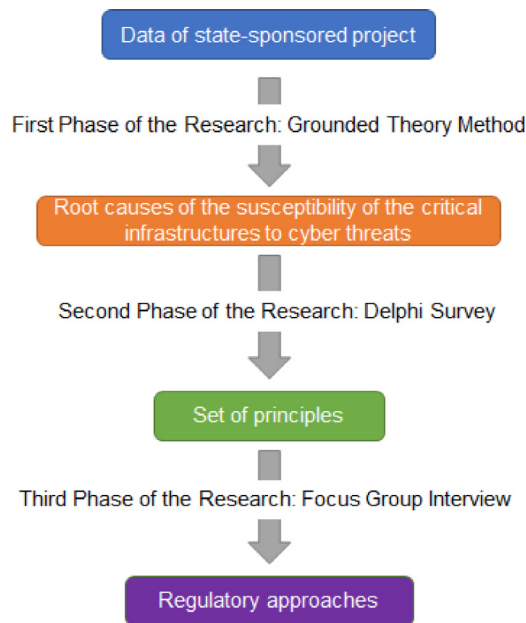 Data of state-sponsored project
First Phase of the Research: Grounded Theory Method
Root causes of the susceptibility of the critical
infrastructures to cyber threats
Second Phase of the Research: Delphi Survey
Set of principles
Third Phase of the Research: Focus Group Interview
Regulatory approaches